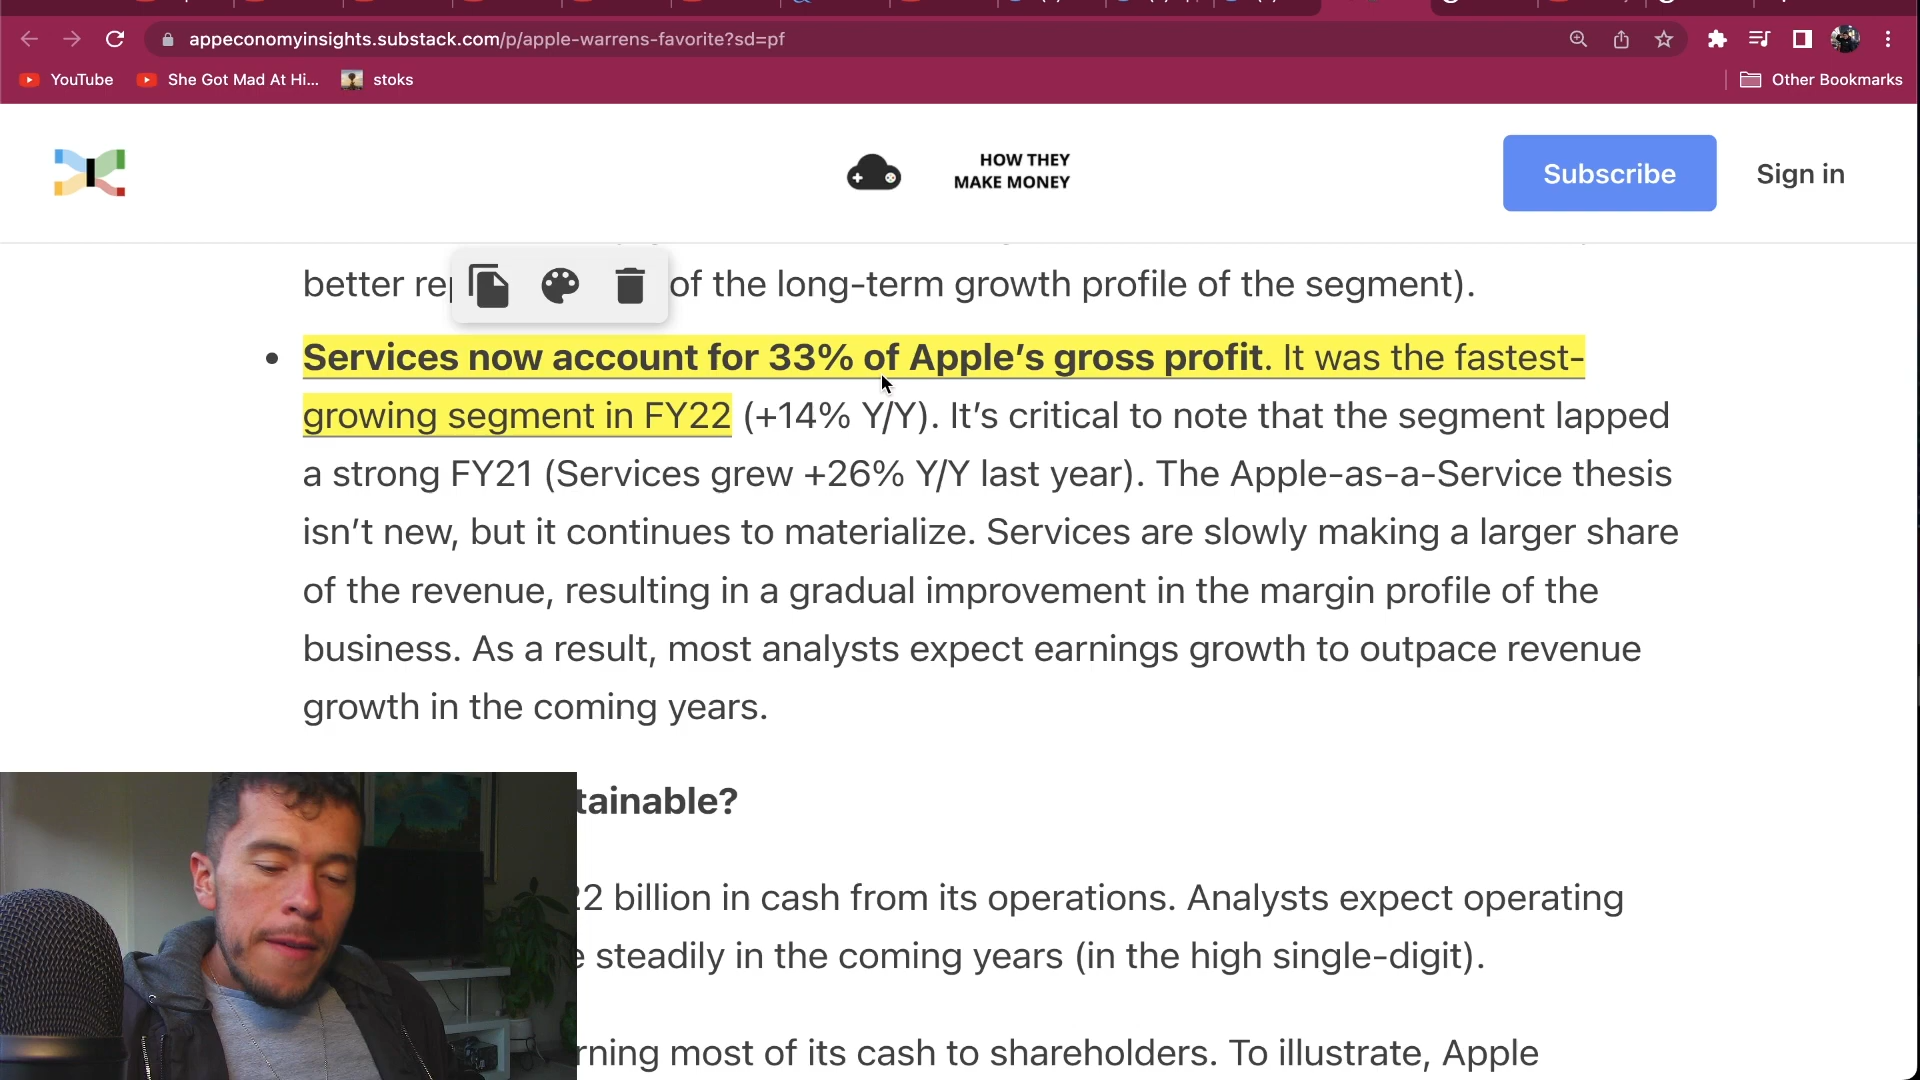 appeconomyinsights.substack.com/p/apple-warrens-favorite?sd=pf
YouTube
She Got Mad At Hi...
stoks
Other Bookmarks
HOW THEY
MAKE MONEY
Subscribe
Sign in
better of the long-term growth profile of the segment).
Services now account for 33% of Apple’s gross profit. It was the fastest-
growing segment in FY22 (+14% Y/Y). It’s critical to note that the segment lapped
a strong FY21 (Services grew +26% Y/Y last year). The Apple-as-a-Service thesis
isn’t new, but it continues to materialize. Services are slowly making a larger share
of the revenue, resulting in a gradual improvement in the margin profile of the
business. As a result, most analysts expect earnings growth to outpace revenue
growth in the coming years.
tainable?
22 billion in cash from its operations. Analysts expect operating
e steadily in the coming years (in the high single-digit).
rning most of its cash to shareholders. To illustrate, Apple